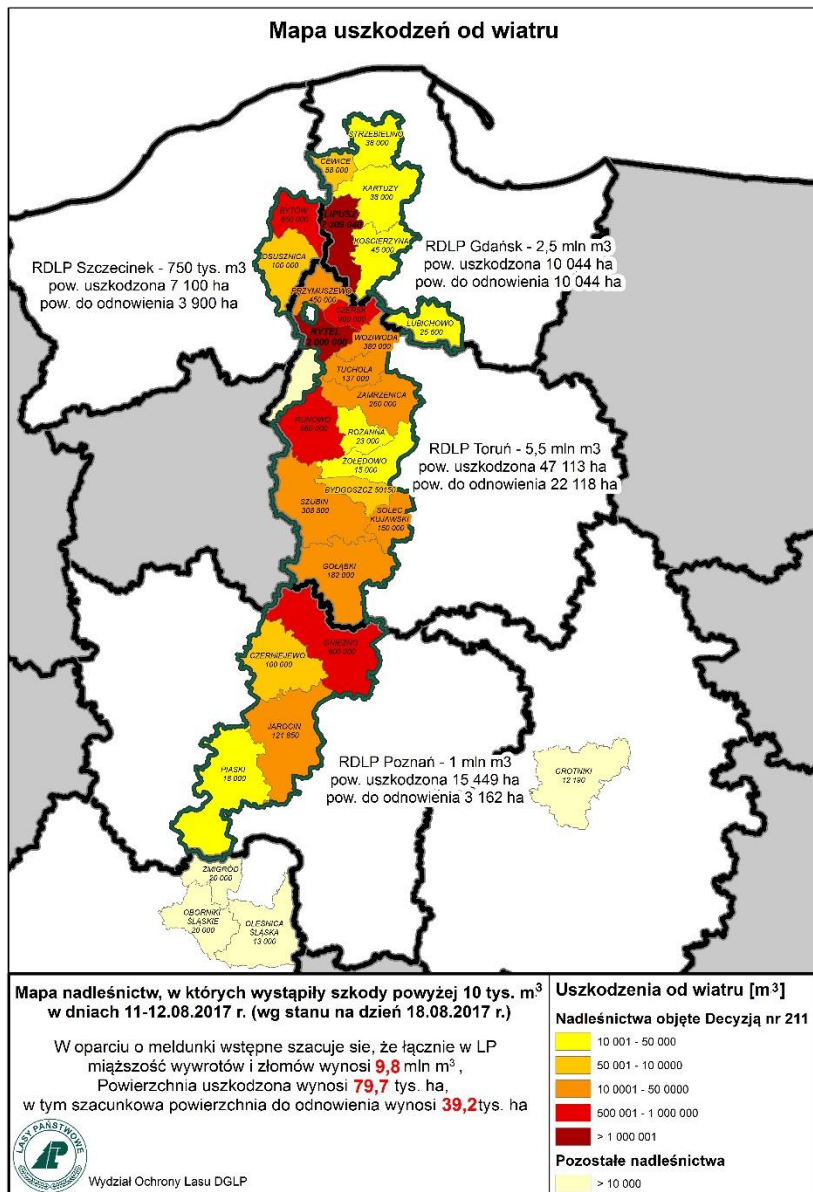 Mapa uszkodzeń od wiatru
STRZEBIELINO
38 000
CEWICE
58 000
KARTUZY
38 000
BYTÓW
650 000
LIPUSZ
KOŚCIERZYNA
45 000
OSUSZNICA
100 000
RDLP Szczecinek - 750 tys. m3
pow. uszkodzona 7 100 ha
pow. do odnowienia 3 900 ha
RDLP Gdańsk - 2,5 mln m3
pow. uszkodzona 10 044 ha
pow. do odnowienia 10 044 ha
PRZYMUSZEWO
450 000
CZERSK
900 000
LUBICHOWO
25 600
RYTEL
2 000 000
WOZIWODA
380 000
TUCHOLA
137 000
ZAMRZENICA
260 000
RUNOWO
RÓŻANNA
23 000
ŻOŁĘDOWO
15 000
RDLP Toruń - 5,5 mln m3
pow. uszkodzona 47 113 ha
pow. do odnowienia 22 118 ha
BYDGOSZCZ 50150
SZUBIN
308 500
SOLEC
KUJAWSKI
150 000
GOŁĄBKI
182 000
GNIEZNO
CZERNIEJEWO
100 000
JAROCIN
121 850
PIASKI
18 000
RDLP Poznań - 1 mln m3
pow. uszkodzona 15 449 ha
pow. do odnowienia 3 162 ha
GROTNIKI
12 190
ŻMIGRÓD
20 000
OBORNIKI
ŚLĄSKIE
20 000
OLEŚNICA
ŚLĄSKA
13 000
Mapa nadleśnictw, w których wystąpiły szkody powyżej 10 tys. m³
w dniach 11-12.08.2017 r. (wg stanu na dzień 18.08.2017 r.)
W oparciu o meldunki wstępne szacuje sie, że łącznie w LP
miąższość wywrotów i złomów wynosi 9,8 mln m³ ,
Powierzchnia uszkodzona wynosi 79,7 tys. ha,
w tym szacunkowa powierzchnia do odnowienia wynosi 39,2tys. ha
LASY PAŃSTWOWE
Wydział Ochrony Lasu DGLP
Uszkodzenia od wiatru [m³]
Nadleśnictwa objęte Decyzją nr 211
10 001 - 50 000
50 001 - 10 0000
10 0001 - 50 0000
500 001 - 1 000 000
> 1 000 001
Pozostałe nadleśnictwa
> 10 000